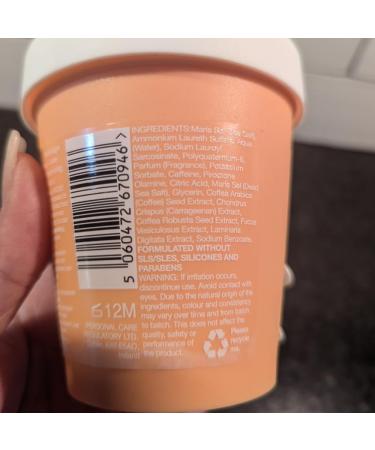 INGREDIENTS: Maris Sal (Sea Salt),
Ammonium Laureth Sulfate, Aqua
(Water), Sodium Lauroyl
Sarcosinate, Polyquaternium-6,
Parfum (Fragrance), Potassium
Sorbate, Caffeine, Piroctone
Olamine, Citric Acid, Maris Sel (Dead
Sea Salt), Glycerin, Coffea Arabica
(Coffee) Seed Extract, Chondrus
Crispus (Carrageenan) Extract,
Coffea Robusta Seed Extract, Fucus
Vesiculosus Extract, Laminaria
Digitata Extract, Sodium Benzoate.
FORMULATED WITHOUT
SLS/SLES, SILICONES AND
PARABENS
WARNING: If irritation occurs,
discontinue use. Avoid contact with
eyes. Due to the natural origin of the
ingredients, colour and consistency
may vary over time and from batch
to batch. This does not affect the
quality, safety or
performance of
the product.
Please
recycle
me.
5 060472 670946 >
12M
PERSONAL CARE
REGULATORY LTD,
Ireland